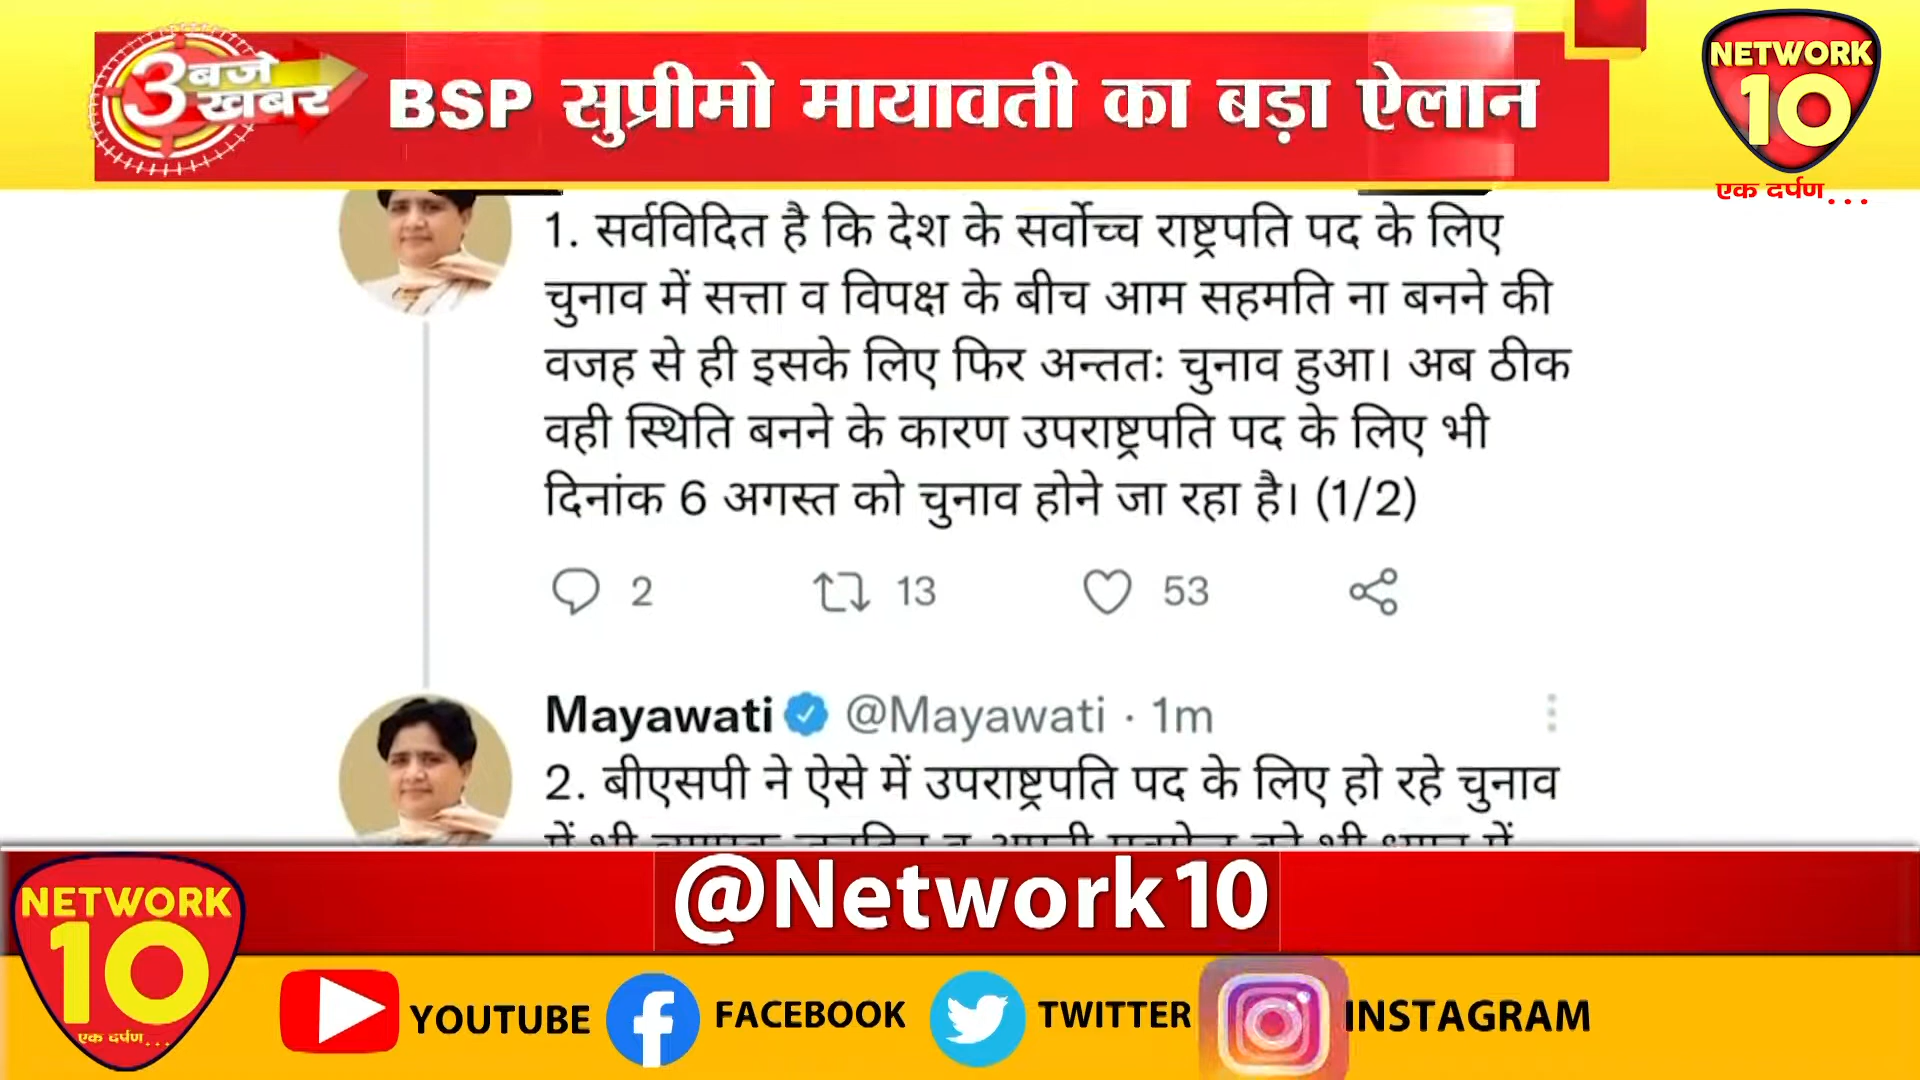 3 बजे
खबर
BSP सुप्रीमो मायावती का बड़ा ऐलान
NETWORK
10
एक दर्पण...
1. सर्वविदित है कि देश के सर्वोच्च राष्ट्रपति पद के लिए
चुनाव में सत्ता व विपक्ष के बीच आम सहमति ना बनने की
वजह से ही इसके लिए फिर अन्ततः चुनाव हुआ। अब ठीक
वही स्थिति बनने के कारण उपराष्ट्रपति पद के लिए भी
दिनांक 6 अगस्त को चुनाव होने जा रहा है। (1/2)
2 13 53
Mayawati @Mayawati · 1m
2. बीएसपी ने ऐसे में उपराष्ट्रपति पद के लिए हो रहे चुनाव
@Network10
NETWORK
10
एक दर्पण...
YOUTUBE FACEBOOK TWITTER INSTAGRAM